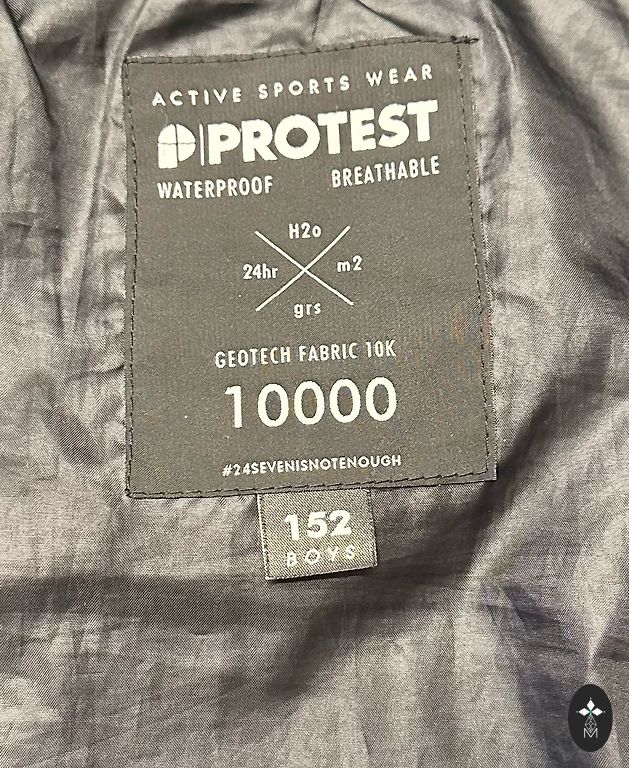 ACTIVE SPORTS WEAR
PROTEST
WATERPROOF BREATHABLE
H2o
24hr m2
grs
GEOTECH FABRIC 10K
10000
#24SEVENISNOTENOUGH
152
BOYS